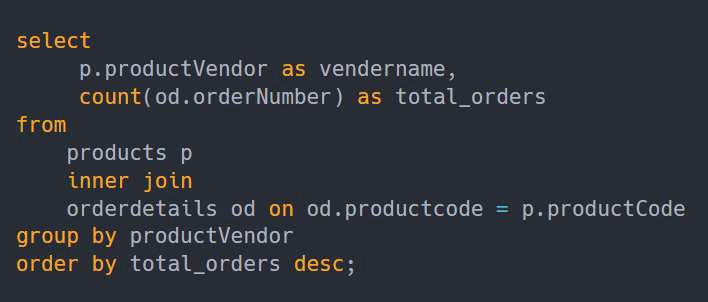 select
p.productVendor as vendername,
count(od.orderNumber) as total_orders
from
products p
inner join
orderdetails od on od.productcode = p.productCode
group by productVendor
order by total_orders desc;